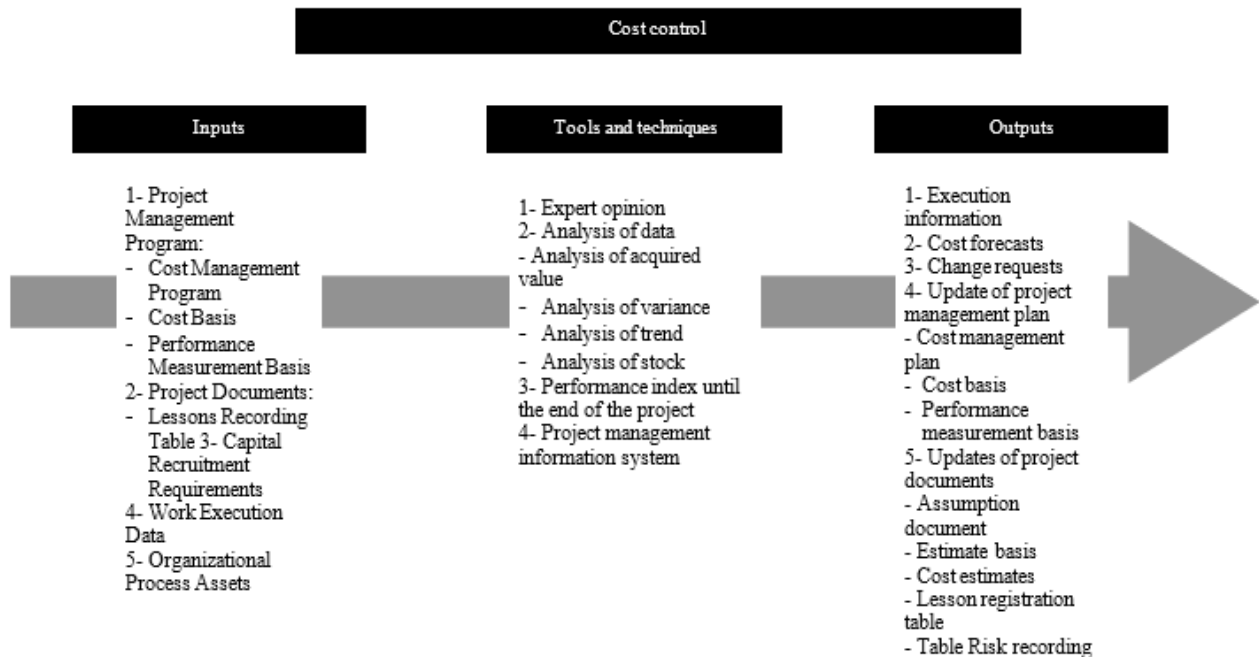 Cost control
Inputs
1- Project
Management
Program:
- Cost Management
Program
- Cost Basis
- Performance
Measurement Basis
2- Project Documents:
- Lessons Recording
Table 3- Capital
Recruitment
Requirements
4- Work Execution
Data
5- Organizational
Process Assets
Tools and techniques
1- Expert opinion
2- Analysis of data
- Analysis of acquired
value
- Analysis of variance
- Analysis of trend
- Analysis of stock
3- Performance index until
the end of the project
4- Project management
information system
Outputs
1- Execution
information
2- Cost forecasts
3- Change requests
4- Update of project
management plan
- Cost management
plan
- Cost basis
- Performance
measurement basis
5- Updates of project
documents
- Assumption
document
- Estimate basis
- Cost estimates
- Lesson registration
table
- Table Risk recording